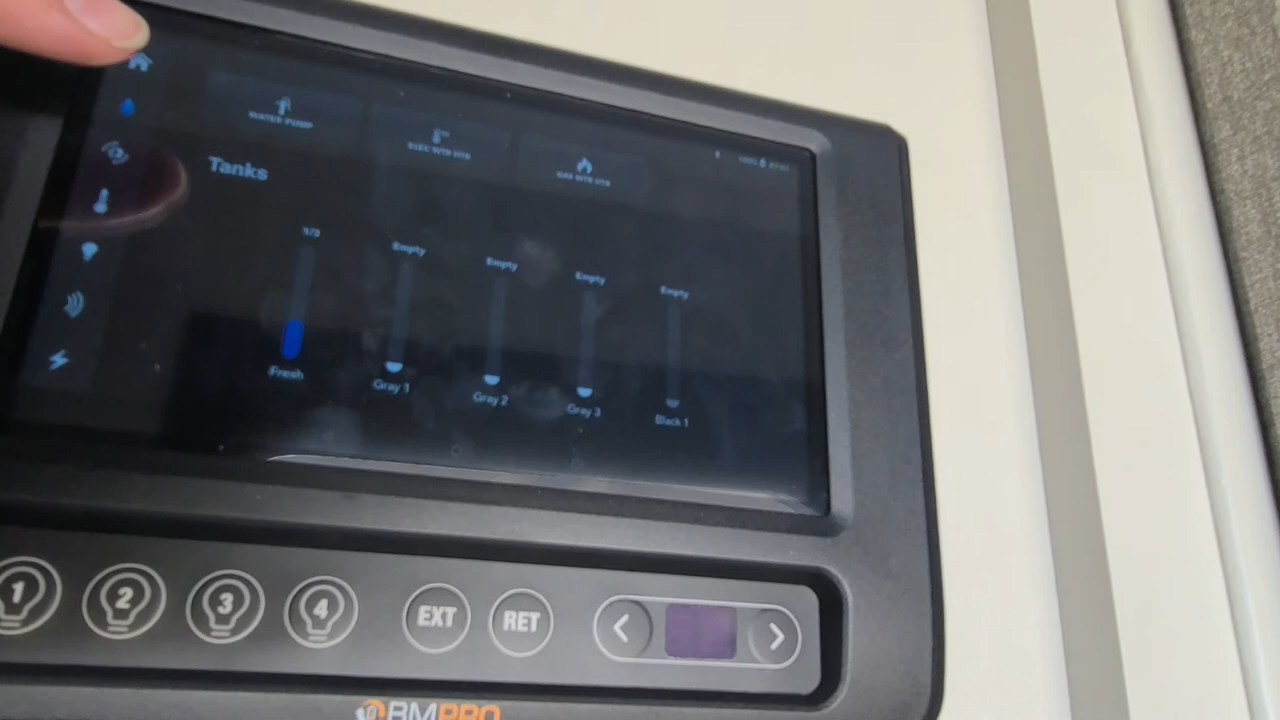 WATER PUMP
ELEC WTR HTR
GAS WTR HTR
Tanks
1/3
Empty
Empty
Empty
Empty
Fresh
Gray 1
Gray 2
Gray 3
Black 1
1
2
3
4
EXT
RET
BMPRO